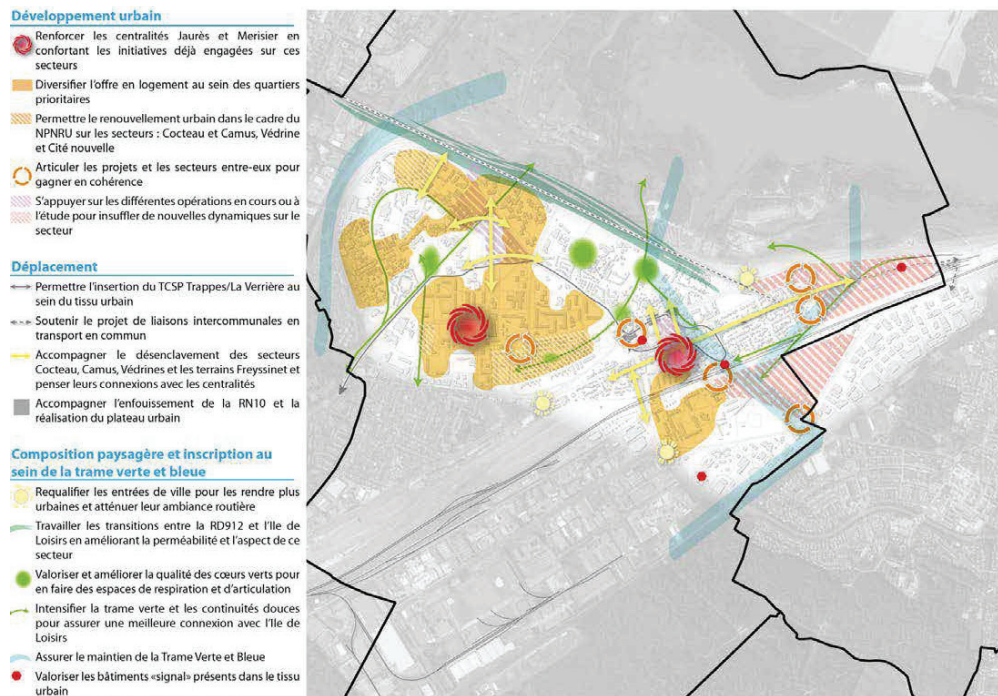 Développement urbain
Renforcer les centralités Jaurès et Merisier en
confortant les initiatives déjà engagées sur ces
secteurs
Diversifier l'offre en logement au sein des quartiers
prioritaires
Permettre le renouvellement urbain dans le cadre du
NPNRU sur les secteurs : Cocteau et Camus, Védrine
et Cité nouvelle
Articuler les projets et les secteurs entre-eux pour
gagner en cohérence
S'appuyer sur les différentes opérations en cours ou à
l'étude pour insuffler de nouvelles dynamiques sur le
secteur
Déplacement
Permettre l'insertion du TCSP Trappes/La Verrière au
sein du tissu urbain
Soutenir le projet de liaisons intercommunales en
transport en commun
Accompagner le désenclavement des secteurs
Cocteau, Camus, Védrines et les terrains Freyssinet et
penser leurs connexions avec les centralités
Accompagner l'enfouissement de la RN10 et la
réalisation du plateau urbain
Composition paysagère et inscription au
sein de la trame verte et bleue
Requalifier les entrées de ville pour les rendre plus
urbaines et atténuer leur ambiance routière
Travailler les transitions entre la RD912 et l'Ile de
Loisirs en améliorant la perméabilité et l'aspect de ce
secteur
Valoriser et améliorer la qualité des cœurs verts pour
en faire des espaces de respiration et d'articulation
Intensifier la trame verte et les continuités douces
pour assurer une meilleure connexion avec l'Ile de
Loisirs
Assurer le maintien de la Trame Verte et Bleue
Valoriser les bâtiments «signal» présents dans le tissu
urbain